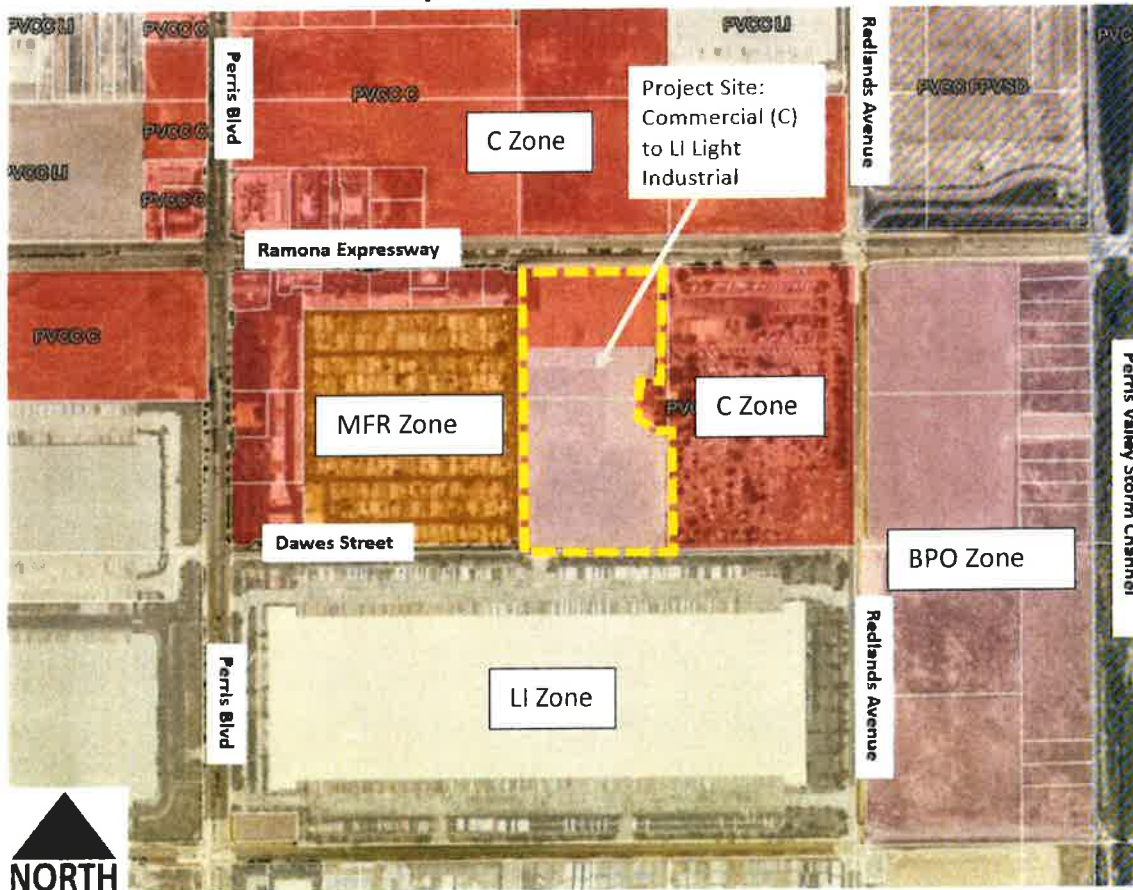 PVCC LI
PVCC C
PVCC LI
Perris Blvd
Redlands Avenue
PVCC C
PVCC FPVSD
Project Site:
Commercial (C)
to LI Light
Industrial
C Zone
PVCC C
PVCC LI
PVCC C
Ramona Expressway
PVCC C
MFR Zone
C Zone
Perris Valley Storm Channel
Dawes Street
BPO Zone
Perris Blvd
LI Zone
Redlands Avenue
NORTH